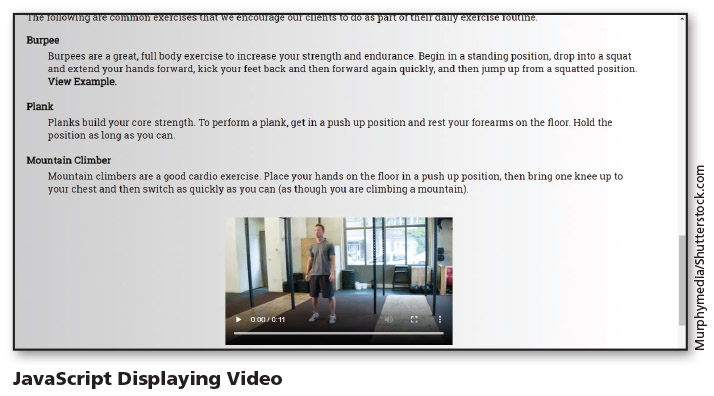 The following are common exercises that we encourage our clients to do as part of their daily exercise routine.
Burpee
Burpees are a great, full body exercise to increase your strength and endurance. Begin in a standing position, drop into a squat
and extend your hands forward, kick your feet back and then forward again quickly, and then jump up from a squatted position.
View Example.
Plank
Planks build your core strength. To perform a plank, get in a push up position and rest your forearms on the floor. Hold the
position as long as you can.
Mountain Climber
Mountain climbers are a good cardio exercise. Place your hands on the floor in a push up position, then bring one knee up to
your chest and then switch as quickly as you can (as though you are climbing a mountain).
0:00 / 0:11
Murphymedia/Shutterstock.com
JavaScript Displaying Video